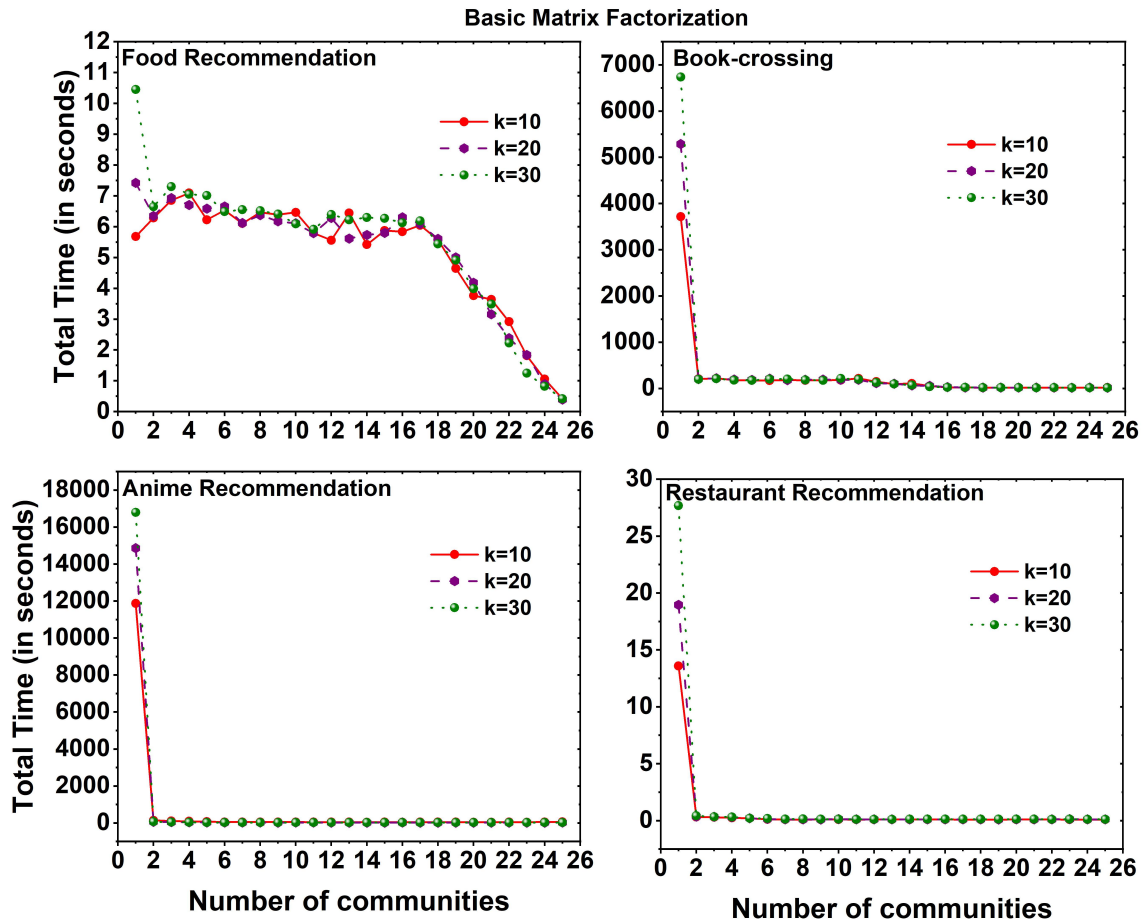 Basic Matrix Factorization
Food Recommendation
12
11
10
9
8
7
6
5
4
3
2
1
0
Total Time (in seconds)
k=10
k=20
k=30
0 2 4 6 8 10 12 14 16 18 20 22 24 26
Book-crossing
7000
6000
5000
4000
3000
2000
1000
0
k=10
k=20
k=30
0 2 4 6 8 10 12 14 16 18 20 22 24 26
Anime Recommendation
18000
16000
14000
12000
10000
8000
6000
4000
2000
0
Total Time (in seconds)
k=10
k=20
k=30
0 2 4 6 8 10 12 14 16 18 20 22 24 26
Number of communities
Restaurant Recommendation
30
25
20
15
10
5
0
k=10
k=20
k=30
0 2 4 6 8 10 12 14 16 18 20 22 24 26
Number of communities